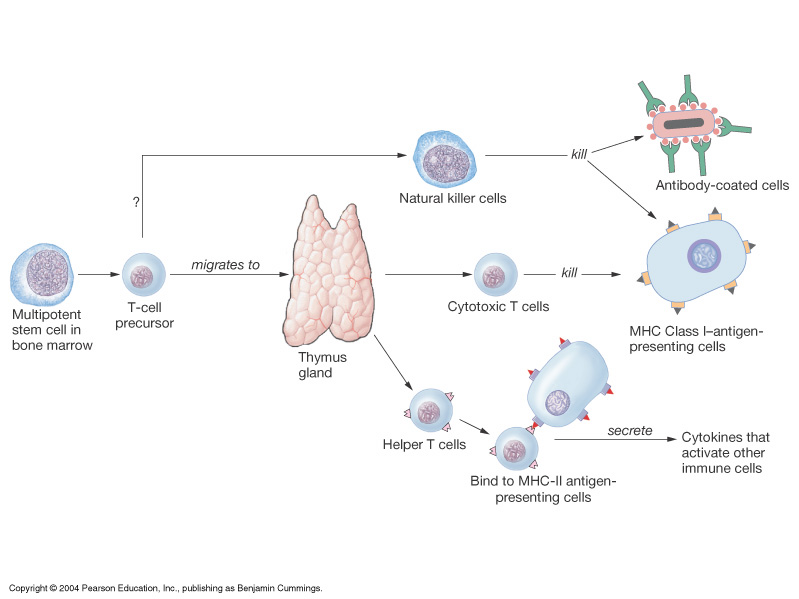 kill
Antibody-coated cells
Natural killer cells
?
migrates to
kill
Multipotent
stem cell in
bone marrow
T-cell
precursor
Cytotoxic T cells
MHC Class I–antigen-
presenting cells
Thymus
gland
Helper T cells
secrete
Cytokines that
activate other
immune cells
Bind to MHC-II antigen-
presenting cells
Copyright © 2004 Pearson Education, Inc., publishing as Benjamin Cummings.